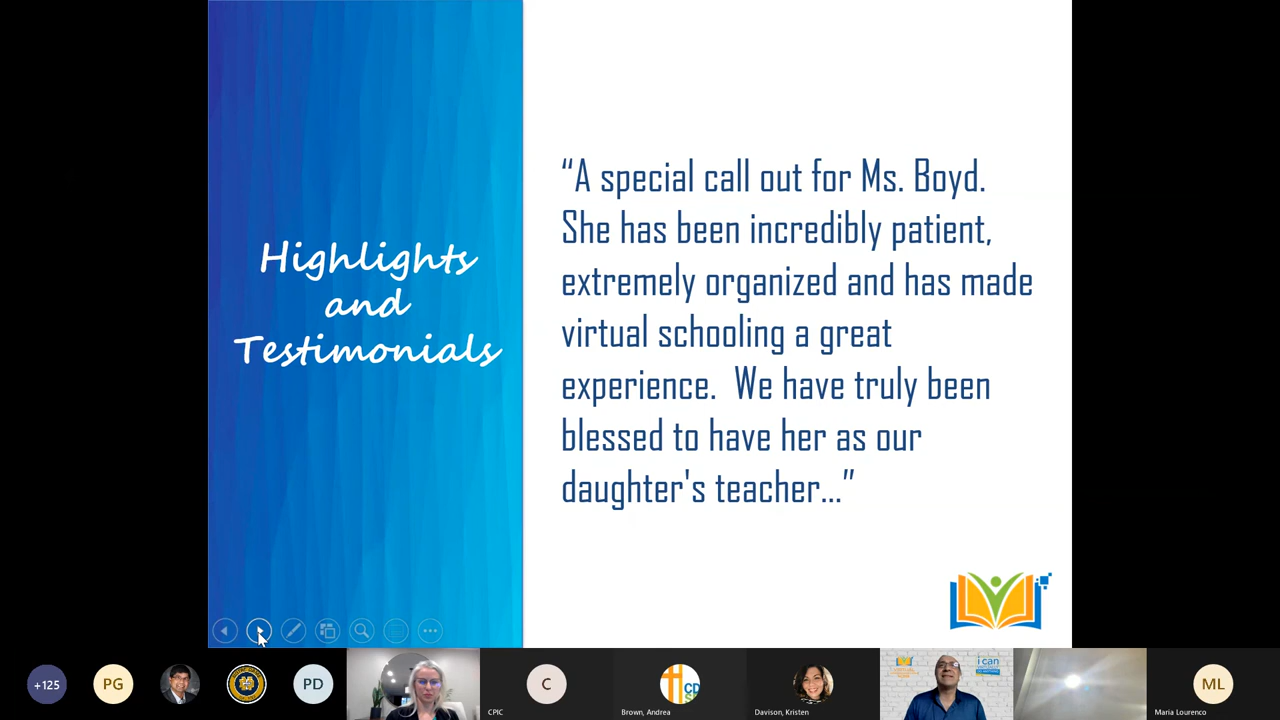 Highlights
and
Testimonials
“A special call out for Ms. Boyd.
She has been incredibly patient,
extremely organized and has made
virtual schooling a great
experience.  We have truly been
blessed to have her as our
daughter's teacher...”
+125
PG
PD
C
CPIC
CD
Brown, Andrea
Davison, Kristen
i can
ML
Maria Lourenco